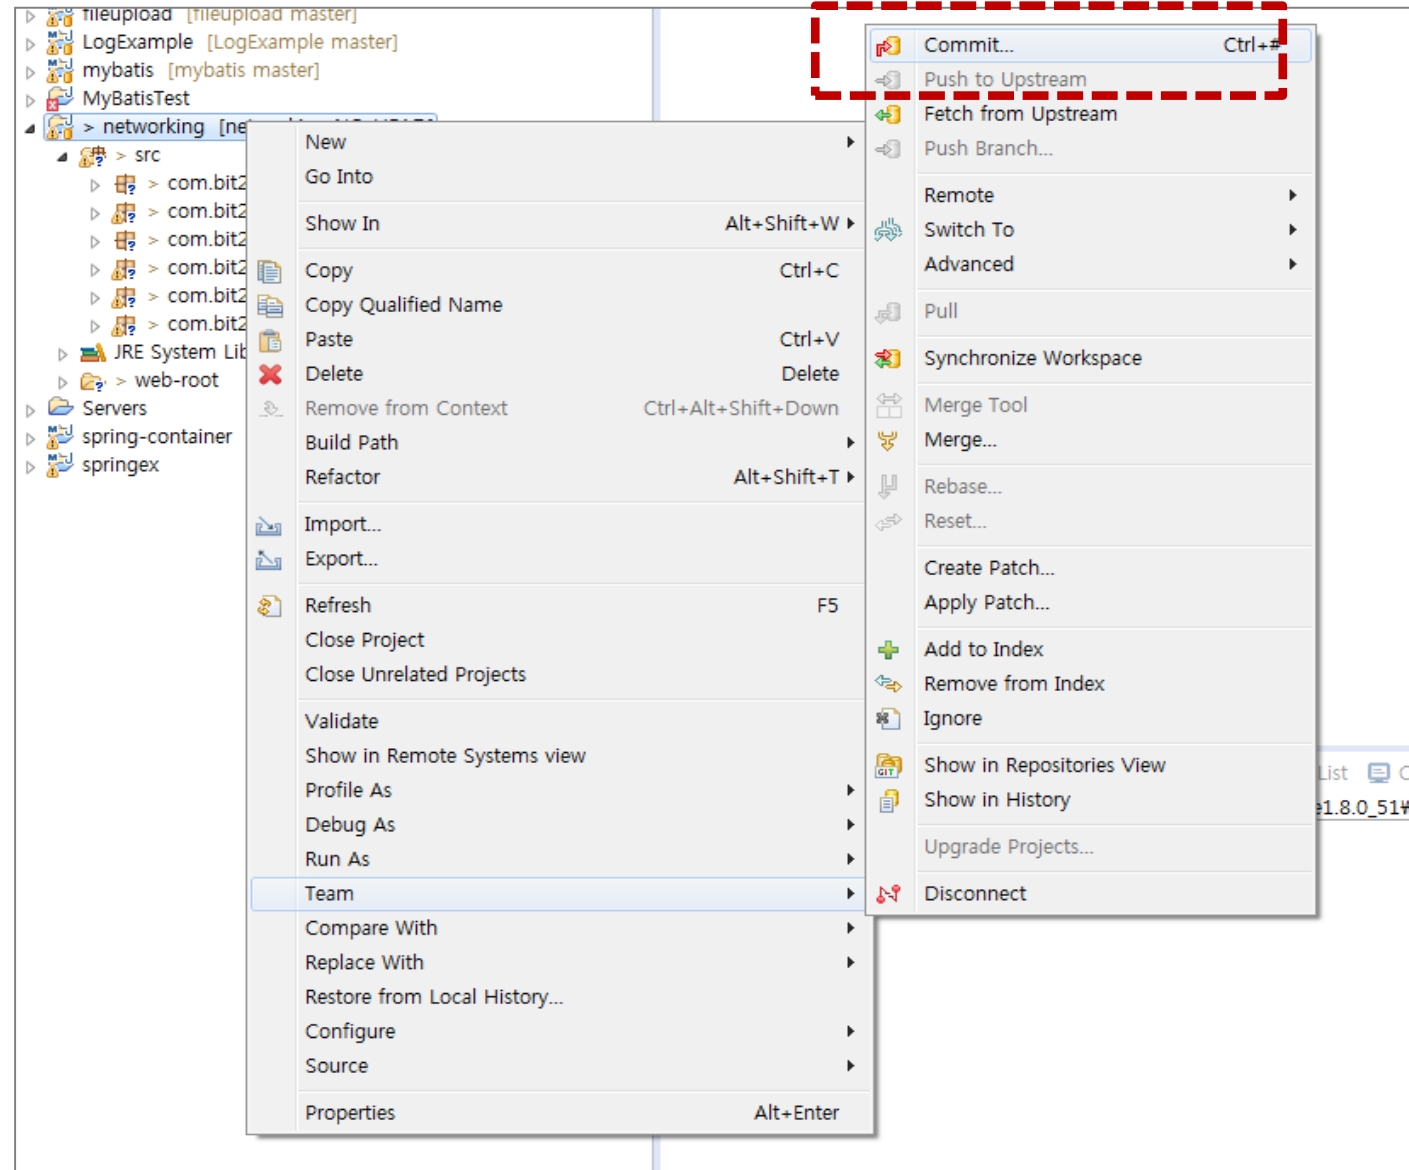 fileupload [fileupload master]
LogExample [LogExample master]
mybatis [mybatis master]
MyBatisTest
> networking [ne
> src
> com.bit2
> com.bit2
> com.bit2
> com.bit2
> com.bit2
> com.bit2
JRE System Lib
> web-root
Servers
spring-container
springex
New
Go Into
Show In Alt+Shift+W
Copy Ctrl+C
Copy Qualified Name
Paste Ctrl+V
Delete Delete
Remove from Context Ctrl+Alt+Shift+Down
Build Path
Refactor Alt+Shift+T
Import...
Export...
Refresh F5
Close Project
Close Unrelated Projects
Validate
Show in Remote Systems view
Profile As
Debug As
Run As
Team
Compare With
Replace With
Restore from Local History...
Configure
Source
Properties Alt+Enter
Commit... Ctrl+#
Push to Upstream
Fetch from Upstream
Push Branch...
Remote
Switch To
Advanced
Pull
Synchronize Workspace
Merge Tool
Merge...
Rebase...
Reset...
Create Patch...
Apply Patch...
Add to Index
Remove from Index
Ignore
GIT Show in Repositories View
Show in History
Upgrade Projects...
Disconnect
List
e1.8.0_51#